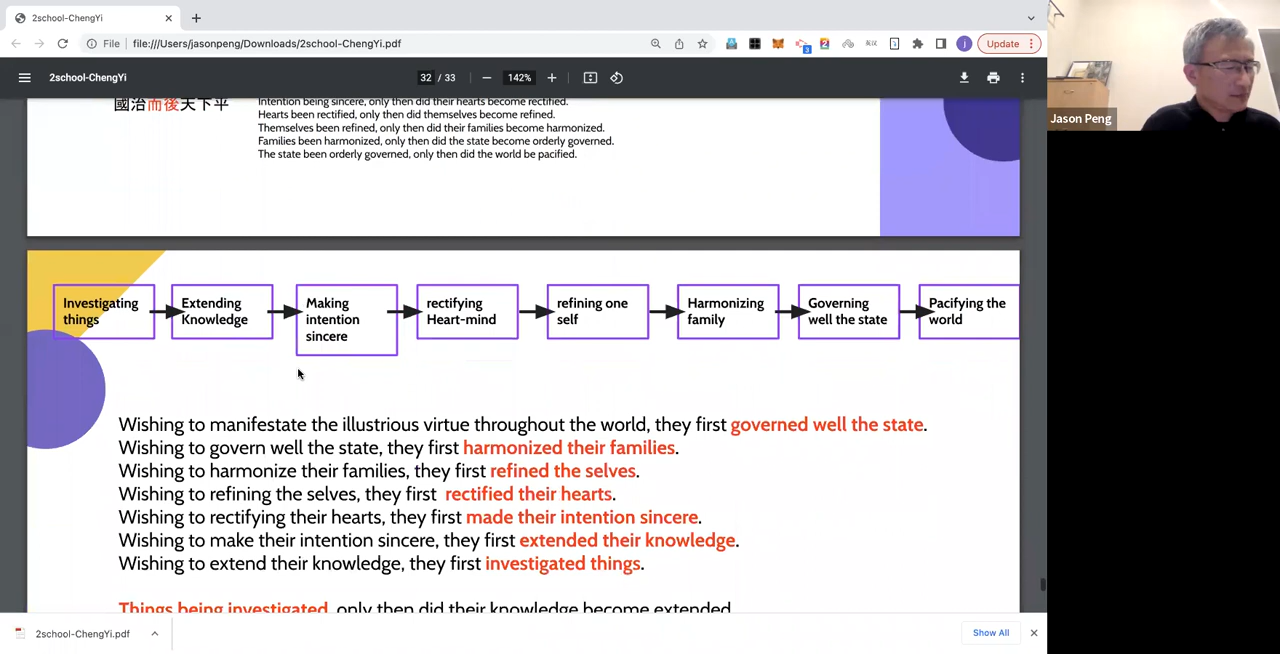 2school-ChengYi
File
file:///Users/jasonpeng/Downloads/2school-ChengYi.pdf
Update
2school-ChengYi
32 / 33
142%
國治而後天下平
Intention being sincere, only then did their hearts become rectified.
Hearts been rectified, only then did themselves become refined.
Themselves been refined, only then did their families become harmonized.
Families been harmonized, only then did the state become orderly governed.
The state been orderly governed, only then did the world be pacified.
Investigating things
Extending Knowledge
Making intention sincere
rectifying Heart-mind
refining one self
Harmonizing family
Governing well the state
Pacifying the world
Wishing to manifestate the illustrious virtue throughout the world, they first governed well the state.
Wishing to govern well the state, they first harmonized their families.
Wishing to harmonize their families, they first refined the selves.
Wishing to refining the selves, they first rectified their hearts.
Wishing to rectifying their hearts, they first made their intention sincere.
Wishing to make their intention sincere, they first extended their knowledge.
Wishing to extend their knowledge, they first investigated things.
Things being investigated, only then did their knowledge become extended
2school-ChengYi.pdf
Show All
Jason Peng